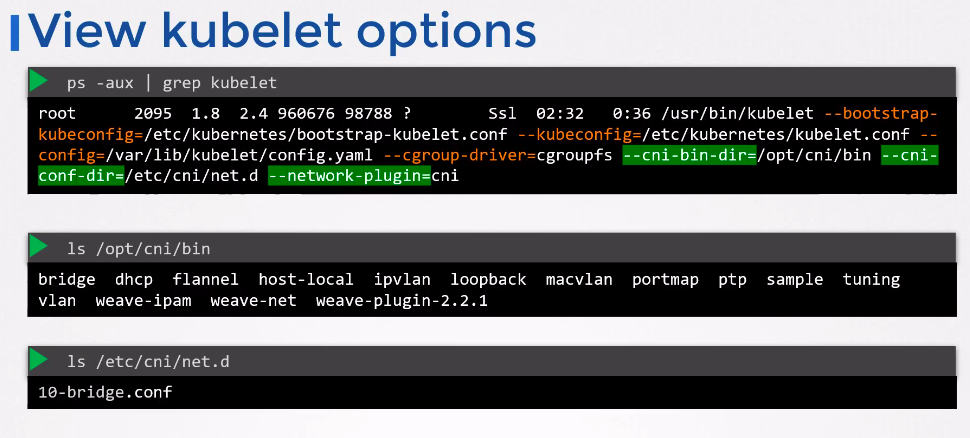 View kubelet options
ps -aux | grep kubelet
root      2095  1.8  2.4 960676 98788 ?        Ssl  02:32   0:36 /usr/bin/kubelet --bootstrap-
kubeconfig=/etc/kubernetes/bootstrap-kubelet.conf --kubeconfig=/etc/kubernetes/kubelet.conf --
config=/var/lib/kubelet/config.yaml --cgroup-driver=cgroupfs --cni-bin-dir=/opt/cni/bin --cni-
conf-dir=/etc/cni/net.d --network-plugin=cni
ls /opt/cni/bin
bridge  dhcp  flannel  host-local  ipvlan  loopback  macvlan  portmap  ptp  sample  tuning
vlan  weave-ipam  weave-net  weave-plugin-2.2.1
ls /etc/cni/net.d
10-bridge.conf